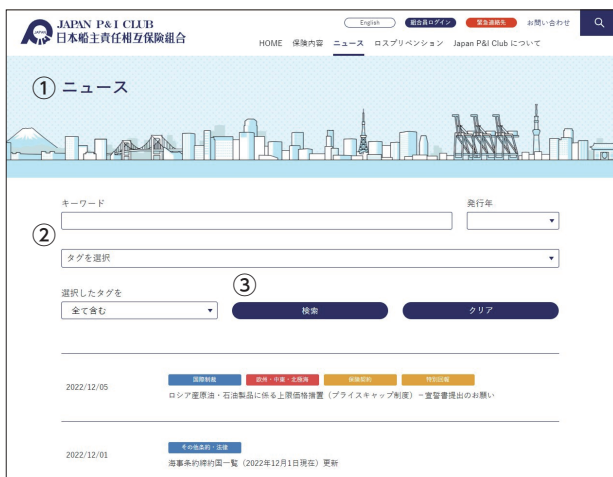 JAPAN P&I CLUB
日本船主責任相互保険組合
English 組合員ログイン 緊急連絡先 お問い合わせ
HOME 保険内容 ニュース ロスプリベンション Japan P&I Club について
① ニュース
キーワード 発行年
②
タグを選択
選択したタグを ③
全て含む 検索 クリア
国際制裁 欧州・中東・北極海 保険契約 特別回報
2022/12/05
ロシア産原油・石油製品に係る上限価格措置（プライスキャップ制度）－宣誓書提出のお願い
その他条約・法律
2022/12/01
海事条約締約国一覧（2022年12月1日現在）更新